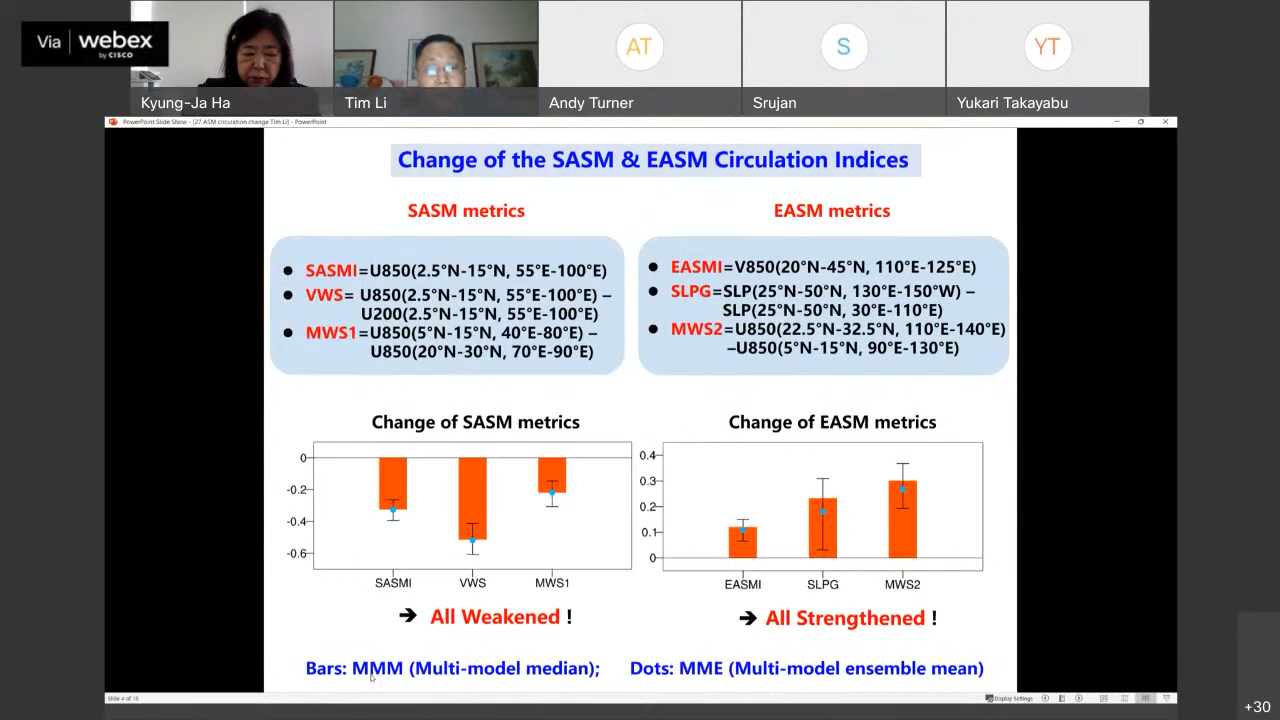 Via webex
by CISCO
AT
S
YT
Kyung-Ja Ha
Tim Li
Andy Turner
Srujan
Yukari Takayabu
PowerPoint Slide Show - [27 ASM circulation change Tim Li] - PowerPoint
Change of the SASM & EASM Circulation Indices
SASM metrics
● SASMI=U850(2.5°N-15°N, 55°E-100°E)
● VWS= U850(2.5°N-15°N, 55°E-100°E) –
U200(2.5°N-15°N, 55°E-100°E)
● MWS1=U850(5°N-15°N, 40°E-80°E) –
U850(20°N-30°N, 70°E-90°E)
EASM metrics
● EASMI=V850(20°N-45°N, 110°E-125°E)
● SLPG=SLP(25°N-50°N, 130°E-150°W) –
SLP(25°N-50°N, 30°E-110°E)
● MWS2=U850(22.5°N-32.5°N, 110°E-140°E)
–U850(5°N-15°N, 90°E-130°E)
Change of SASM metrics
0
-0.2
-0.4
-0.6
SASMI VWS MWS1
➔ All Weakened !
Change of EASM metrics
0.4
0.3
0.2
0.1
0
EASMI SLPG MWS2
➔ All Strengthened !
Bars: MMM (Multi-model median); Dots: MME (Multi-model ensemble mean)
Slide 4 of 16
Display Settings
+30